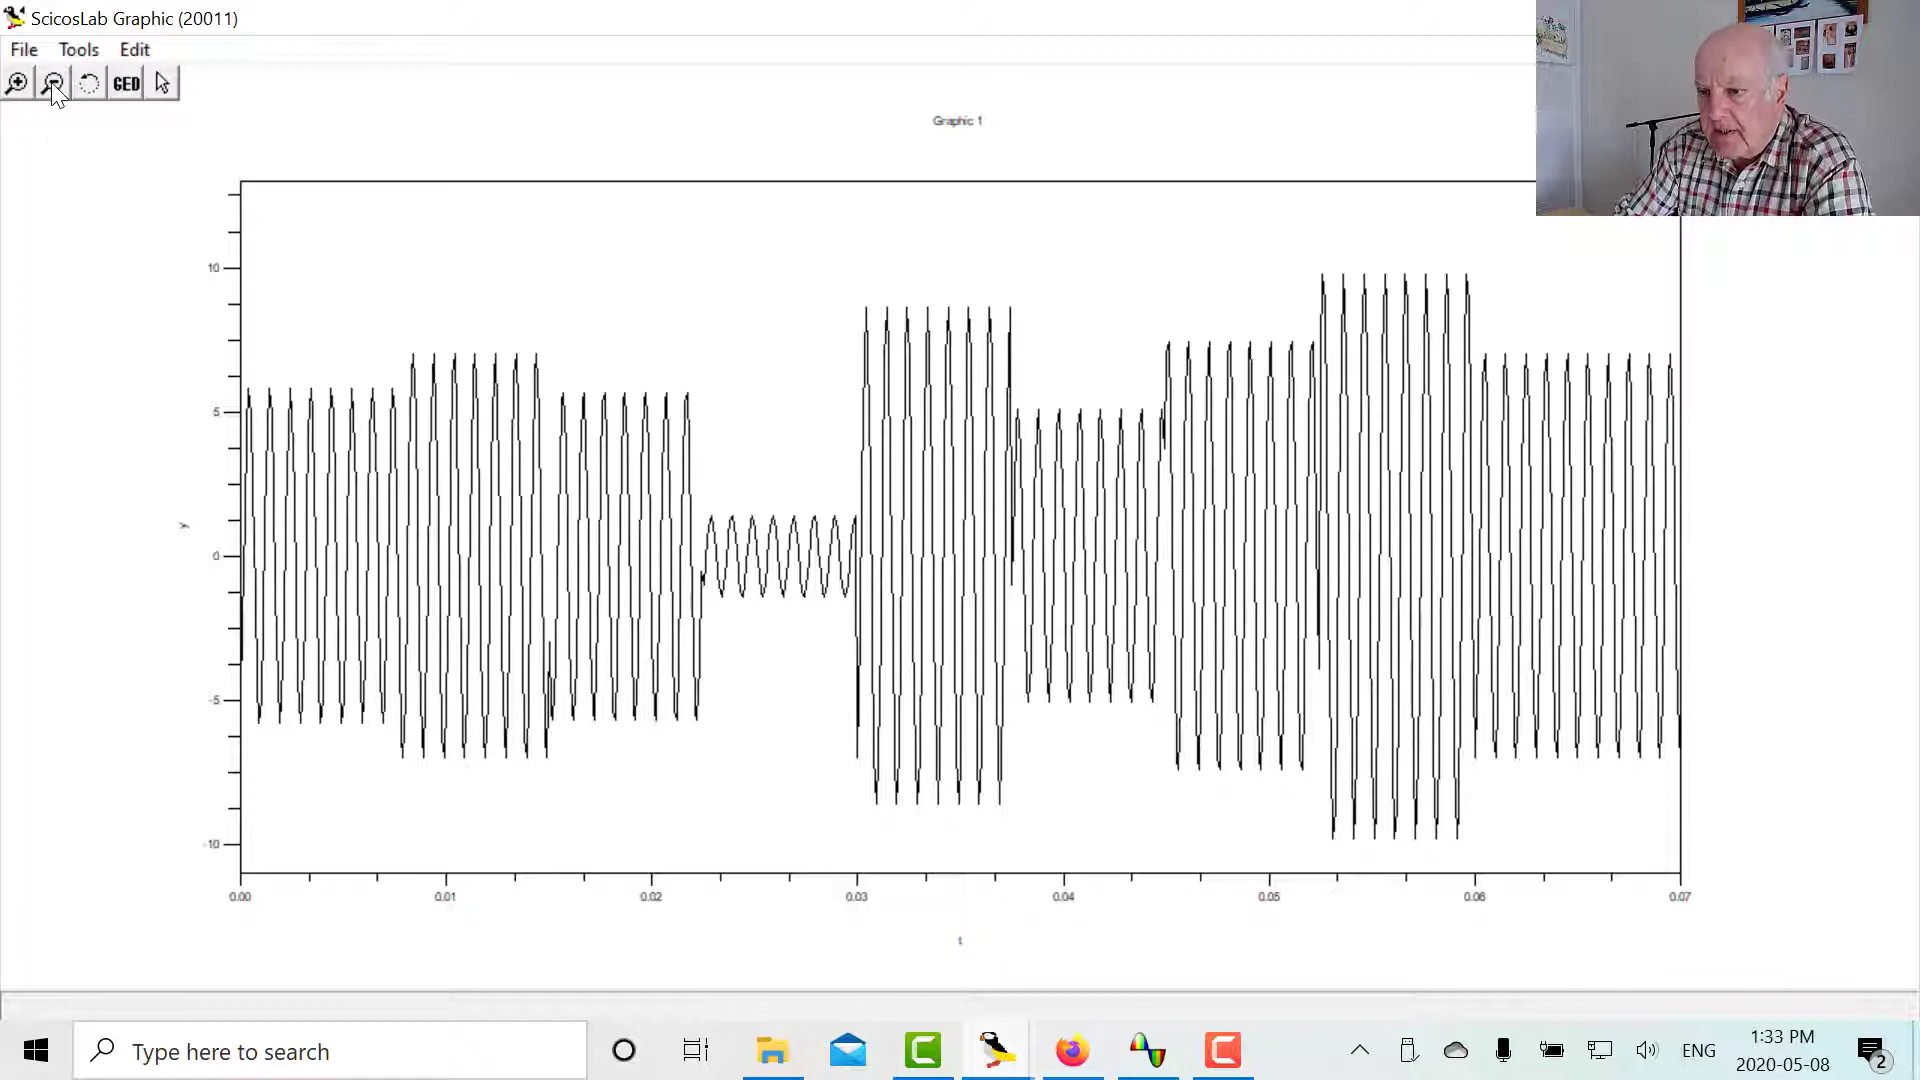 ScicosLab Graphic (20011)
File Tools Edit
GED
Graphic 1
10
5
0
-5
-10
y
0.00 0.01 0.02 0.03 0.04 0.05 0.06 0.07
t
Type here to search
ENG
1:33 PM
2020-05-08
2